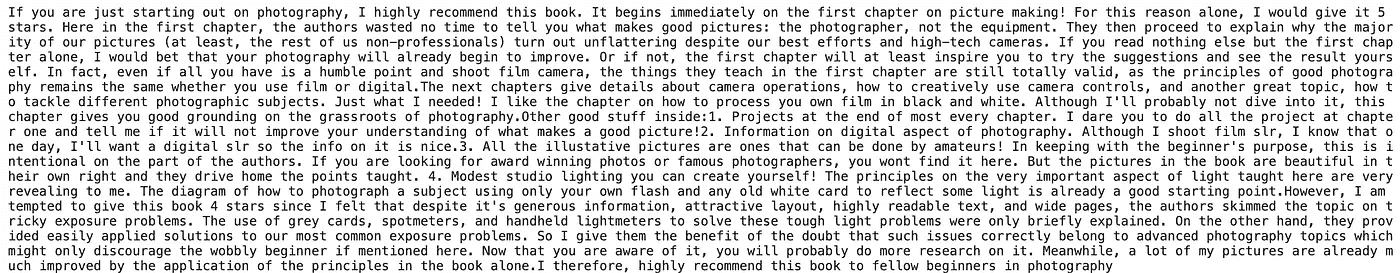 If you are just starting out on photography, I highly recommend this book. It begins immediately on the first chapter on picture making! For this reason alone, I would give it 5
stars. Here in the first chapter, the authors wasted no time to tell you what makes good pictures: the photographer, not the equipment. They then proceed to explain why the major
ity of our pictures (at least, the rest of us non-professionals) turn out unflattering despite our best efforts and high-tech cameras. If you read nothing else but the first chap
ter alone, I would bet that your photography will already begin to improve. Or if not, the first chapter will at least inspire you to try the suggestions and see the result yours
elf. In fact, even if all you have is a humble point and shoot film camera, the things they teach in the first chapter are still totally valid, as the principles of good photogra
phy remains the same whether you use film or digital.The next chapters give details about camera operations, how to creatively use camera controls, and another great topic, how t
o tackle different photographic subjects. Just what I needed! I like the chapter on how to process you own film in black and white. Although I'll probably not dive into it, this
chapter gives you good grounding on the grassroots of photography.Other good stuff inside:1. Projects at the end of most every chapter. I dare you to do all the project at chapte
r one and tell me if it will not improve your understanding of what makes a good picture!2. Information on digital aspect of photography. Although I shoot film slr, I know that o
ne day, I'll want a digital slr so the info on it is nice.3. All the illustative pictures are ones that can be done by amateurs! In keeping with the beginner's purpose, this is i
ntentional on the part of the authors. If you are looking for award winning photos or famous photographers, you wont find it here. But the pictures in the book are beautiful in t
heir own right and they drive home the points taught. 4. Modest studio lighting you can create yourself! The principles on the very important aspect of light taught here are very
revealing to me. The diagram of how to photograph a subject using only your own flash and any old white card to reflect some light is already a good starting point.However, I am
tempted to give this book 4 stars since I felt that despite it's generous information, attractive layout, highly readable text, and wide pages, the authors skimmed the topic on t
ricky exposure problems. The use of grey cards, spotmeters, and handheld lightmeters to solve these tough light problems were only briefly explained. On the other hand, they prov
ided easily applied solutions to our most common exposure problems. So I give them the benefit of the doubt that such issues correctly belong to advanced photography topics which
might only discourage the wobbly beginner if mentioned here. Now that you are aware of it, you will probably do more research on it. Meanwhile, a lot of my pictures are already m
uch improved by the application of the principles in the book alone.I therefore, highly recommend this book to fellow beginners in photography